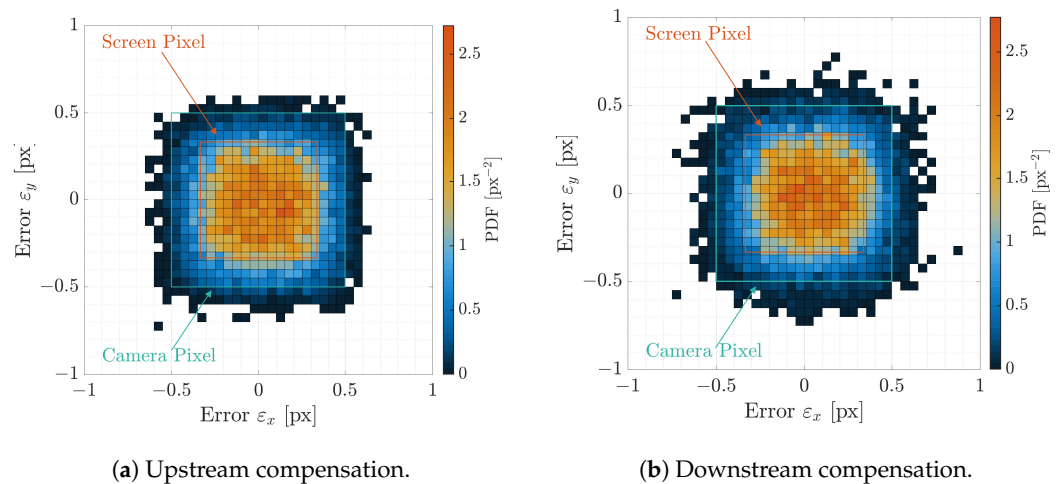 1
0.5
0
−0.5
−1
−1
−0.5
0
0.5
1
Error εx [px]
Error εy [px]
Screen Pixel
Camera Pixel
2.5
2
1.5
1
0.5
0
PDF [px⁻²]
(a) Upstream compensation.
1
0.5
0
−0.5
−1
−1
−0.5
0
0.5
1
Error εx [px]
Error εy [px]
Screen Pixel
Camera Pixel
2.5
2
1.5
1
0.5
0
PDF [px⁻²]
(b) Downstream compensation.